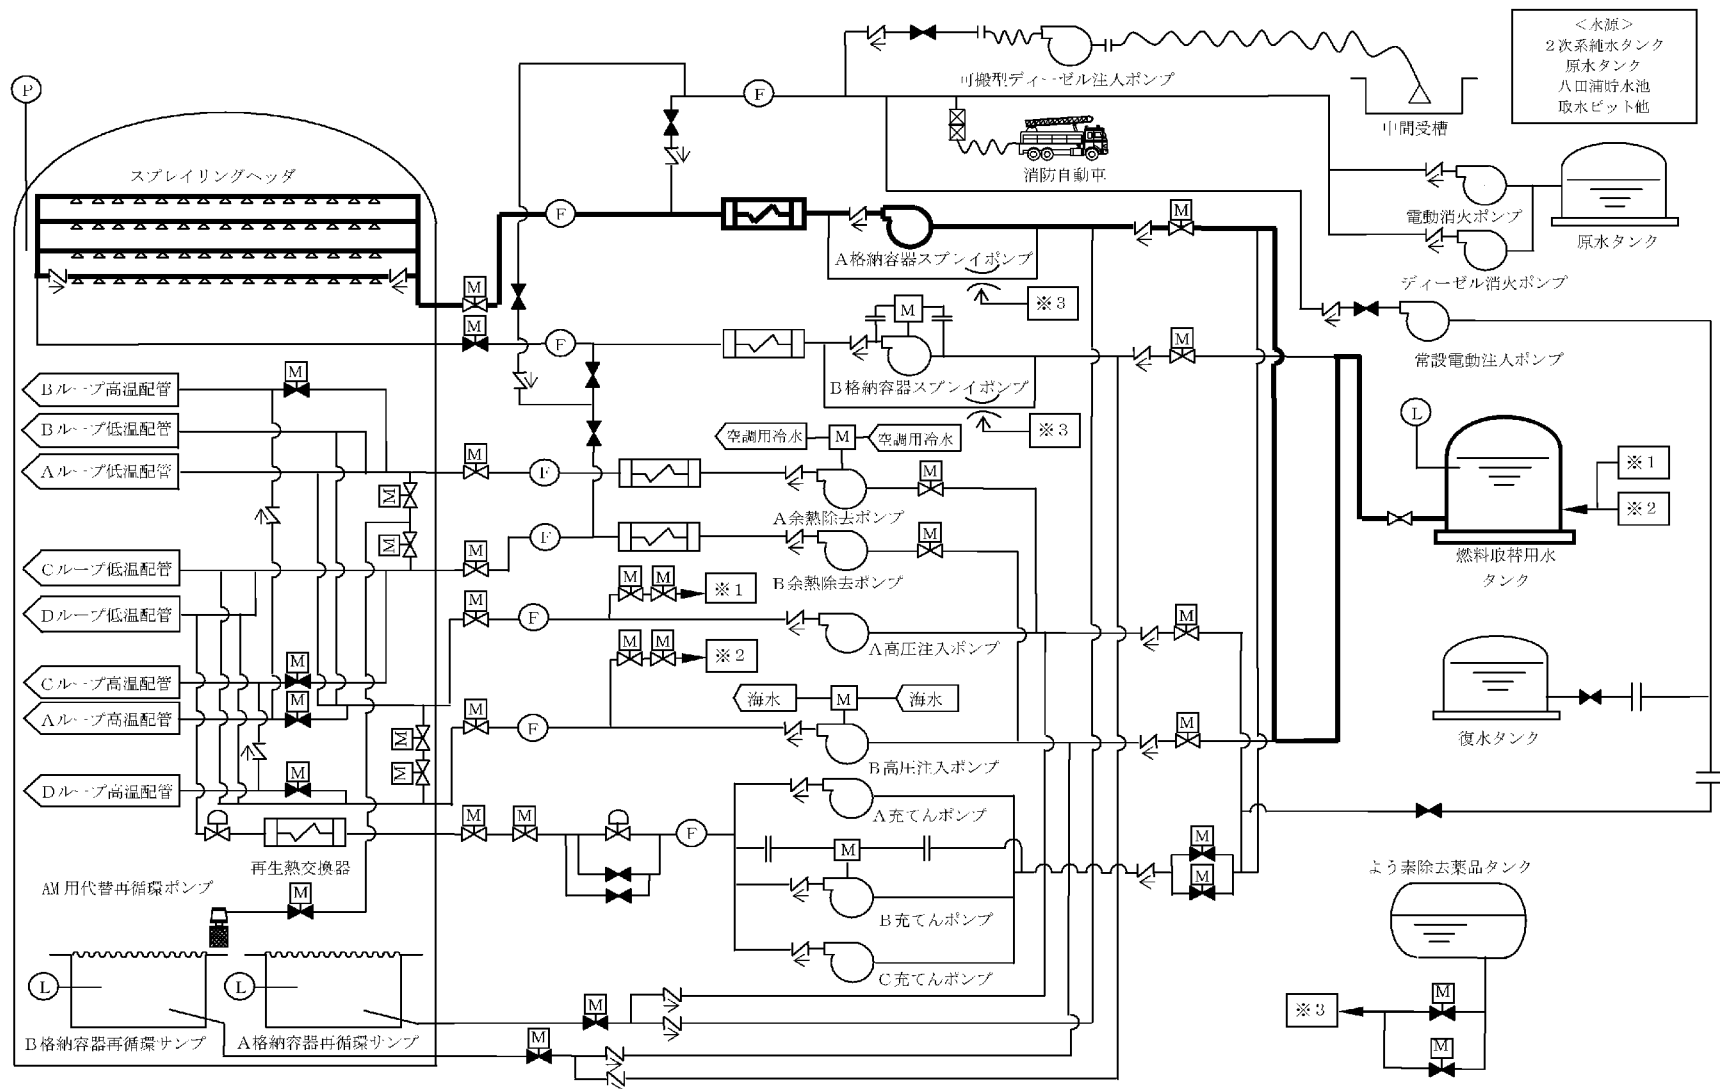 ＜水源＞
２次系純水タンク
原水タンク
八田浦貯水池
取水ピット他
可搬型ディーゼル注入ポンプ
中間受槽
消防自動車
電動消火ポンプ
原水タンク
ディーゼル消火ポンプ
常設電動注入ポンプ
P
スプレイリングヘッダ
F
F
M
M
F
M
A格納容器スプレイポンプ
※3
M
M
B格納容器スプレイポンプ
※3
Bループ高温配管
M
Bループ低温配管
Aループ低温配管
M
F
空調用冷水
M
空調用冷水
M
A余熱除去ポンプ
M
M
L
※1
※2
燃料取替用水
タンク
Cループ低温配管
M
F
M
B余熱除去ポンプ
Dループ低温配管
M
F
M
M
※1
A高圧注入ポンプ
M
M
M
※2
Cループ高温配管
M
Aループ高温配管
M
M
F
海水
M
海水
B高圧注入ポンプ
M
M
M
復水タンク
Dループ高温配管
M
再生熱交換器
M
M
F
A充てんポンプ
M
B充てんポンプ
C充てんポンプ
M
M
よう素除去薬品タンク
AM用代替再循環ポンプ
M
L
L
B格納容器再循環サンプ
A格納容器再循環サンプ
M
M
※3
M
M